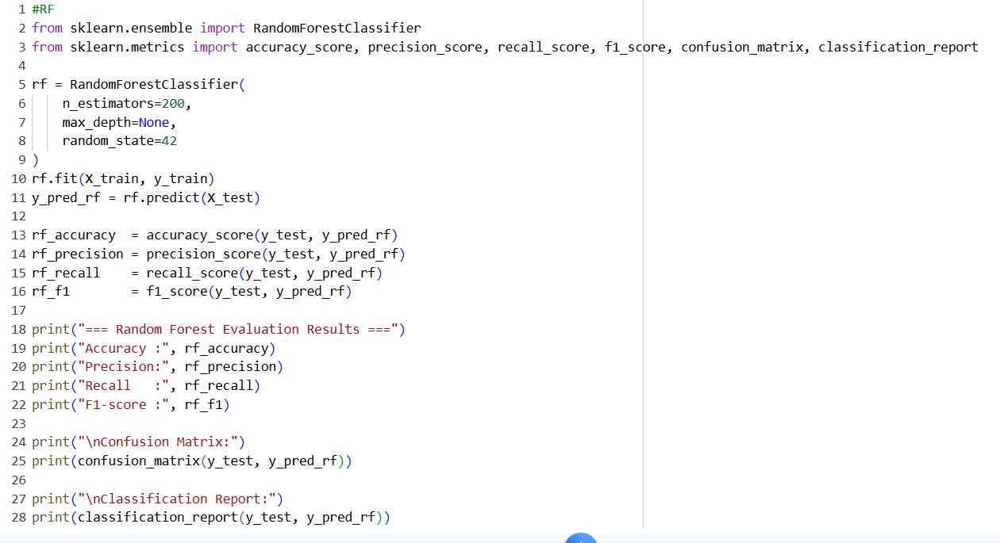 1 #RF
2 from sklearn.ensemble import RandomForestClassifier
3 from sklearn.metrics import accuracy_score, precision_score, recall_score, f1_score, confusion_matrix, classification_report
4
5 rf = RandomForestClassifier(
6     n_estimators=200,
7     max_depth=None,
8     random_state=42
9 )
10 rf.fit(X_train, y_train)
11 y_pred_rf = rf.predict(X_test)
12
13 rf_accuracy  = accuracy_score(y_test, y_pred_rf)
14 rf_precision = precision_score(y_test, y_pred_rf)
15 rf_recall    = recall_score(y_test, y_pred_rf)
16 rf_f1        = f1_score(y_test, y_pred_rf)
17
18 print("=== Random Forest Evaluation Results ===")
19 print("Accuracy :", rf_accuracy)
20 print("Precision:", rf_precision)
21 print("Recall   :", rf_recall)
22 print("F1-score :", rf_f1)
23
24 print("\nConfusion Matrix:")
25 print(confusion_matrix(y_test, y_pred_rf))
26
27 print("\nClassification Report:")
28 print(classification_report(y_test, y_pred_rf))